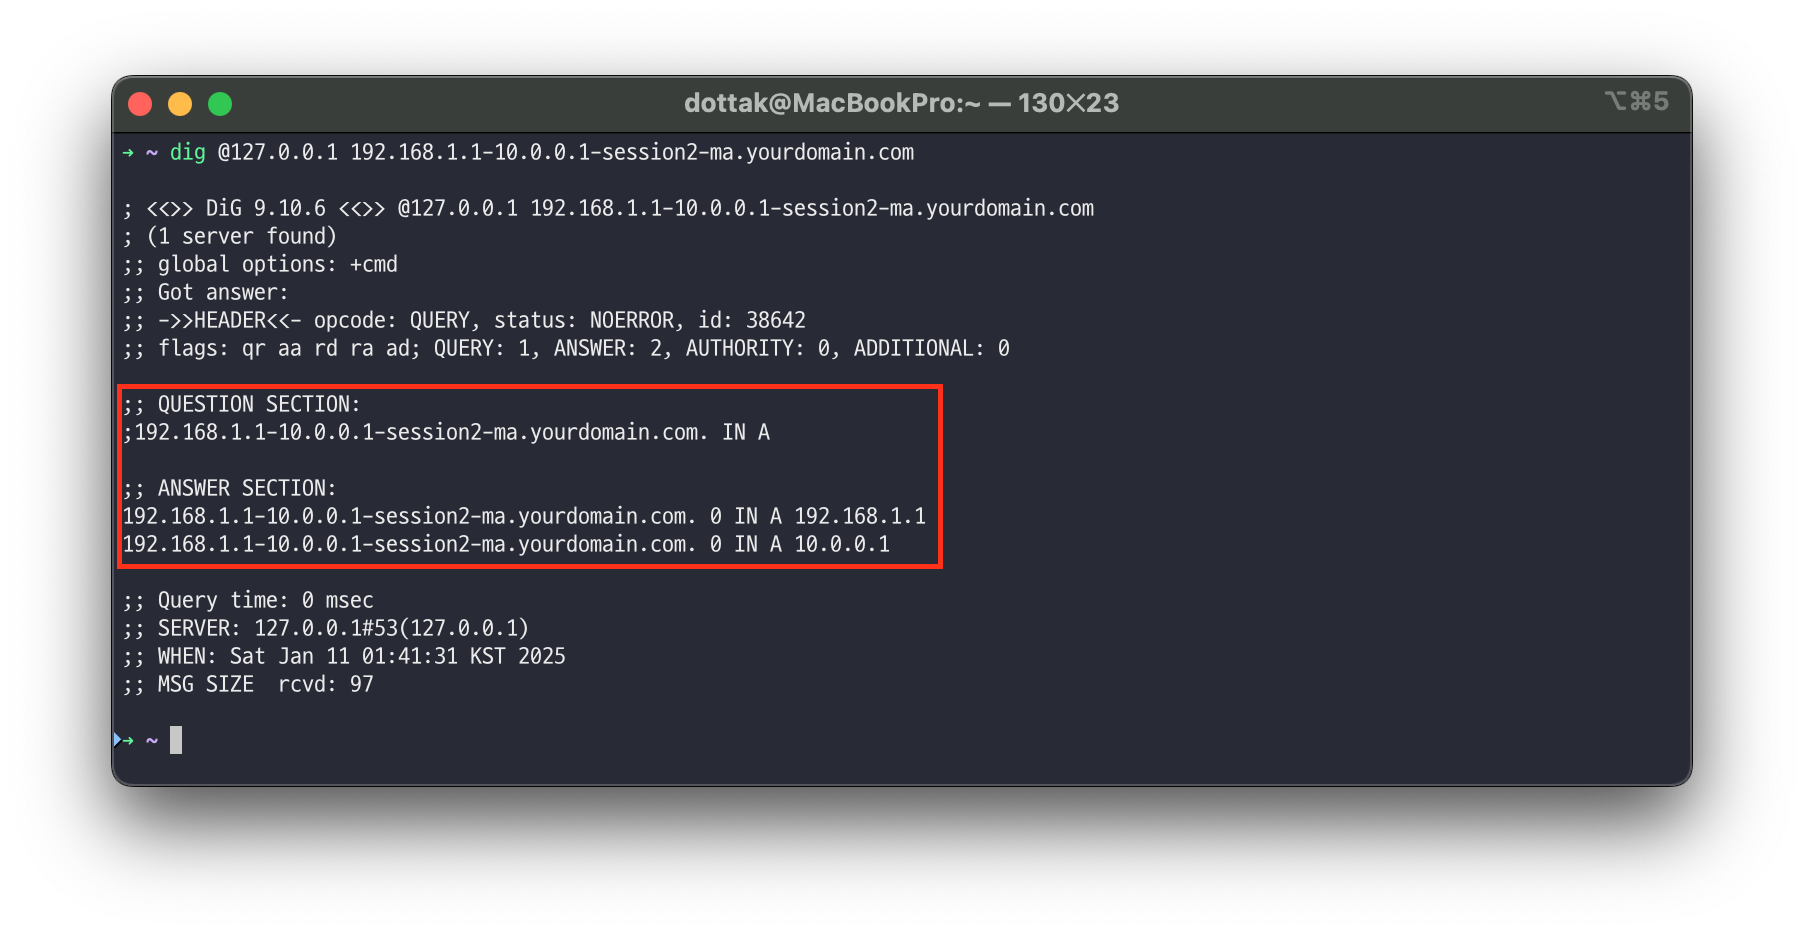 dottak@MacBookPro:~ — 130✕23
⌥⌘5
➜ ~ dig @127.0.0.1 192.168.1.1-10.0.0.1-session2-ma.yourdomain.com
; <<>> DiG 9.10.6 <<>> @127.0.0.1 192.168.1.1-10.0.0.1-session2-ma.yourdomain.com
; (1 server found)
;; global options: +cmd
;; Got answer:
;; ->>HEADER<<- opcode: QUERY, status: NOERROR, id: 38642
;; flags: qr aa rd ra ad; QUERY: 1, ANSWER: 2, AUTHORITY: 0, ADDITIONAL: 0
;; QUESTION SECTION:
;192.168.1.1-10.0.0.1-session2-ma.yourdomain.com. IN A
;; ANSWER SECTION:
192.168.1.1-10.0.0.1-session2-ma.yourdomain.com. 0 IN A 192.168.1.1
192.168.1.1-10.0.0.1-session2-ma.yourdomain.com. 0 IN A 10.0.0.1
;; Query time: 0 msec
;; SERVER: 127.0.0.1#53(127.0.0.1)
;; WHEN: Sat Jan 11 01:41:31 KST 2025
;; MSG SIZE  rcvd: 97
➜ ~